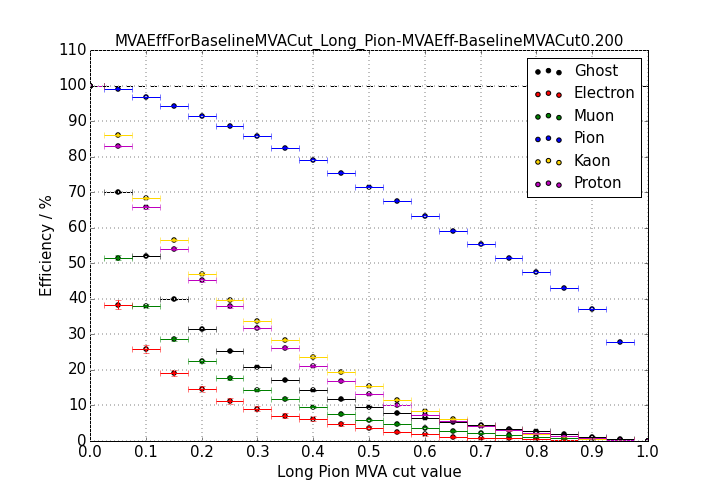 MVAEffForBaselineMVACut_Long_Pion-MVAEff-BaselineMVACut0.200
110
100
90
80
70
60
50
40
30
20
10
0
Efficiency / %
Ghost
Electron
Muon
Pion
Kaon
Proton
0.0 0.1 0.2 0.3 0.4 0.5 0.6 0.7 0.8 0.9 1.0
Long Pion MVA cut value